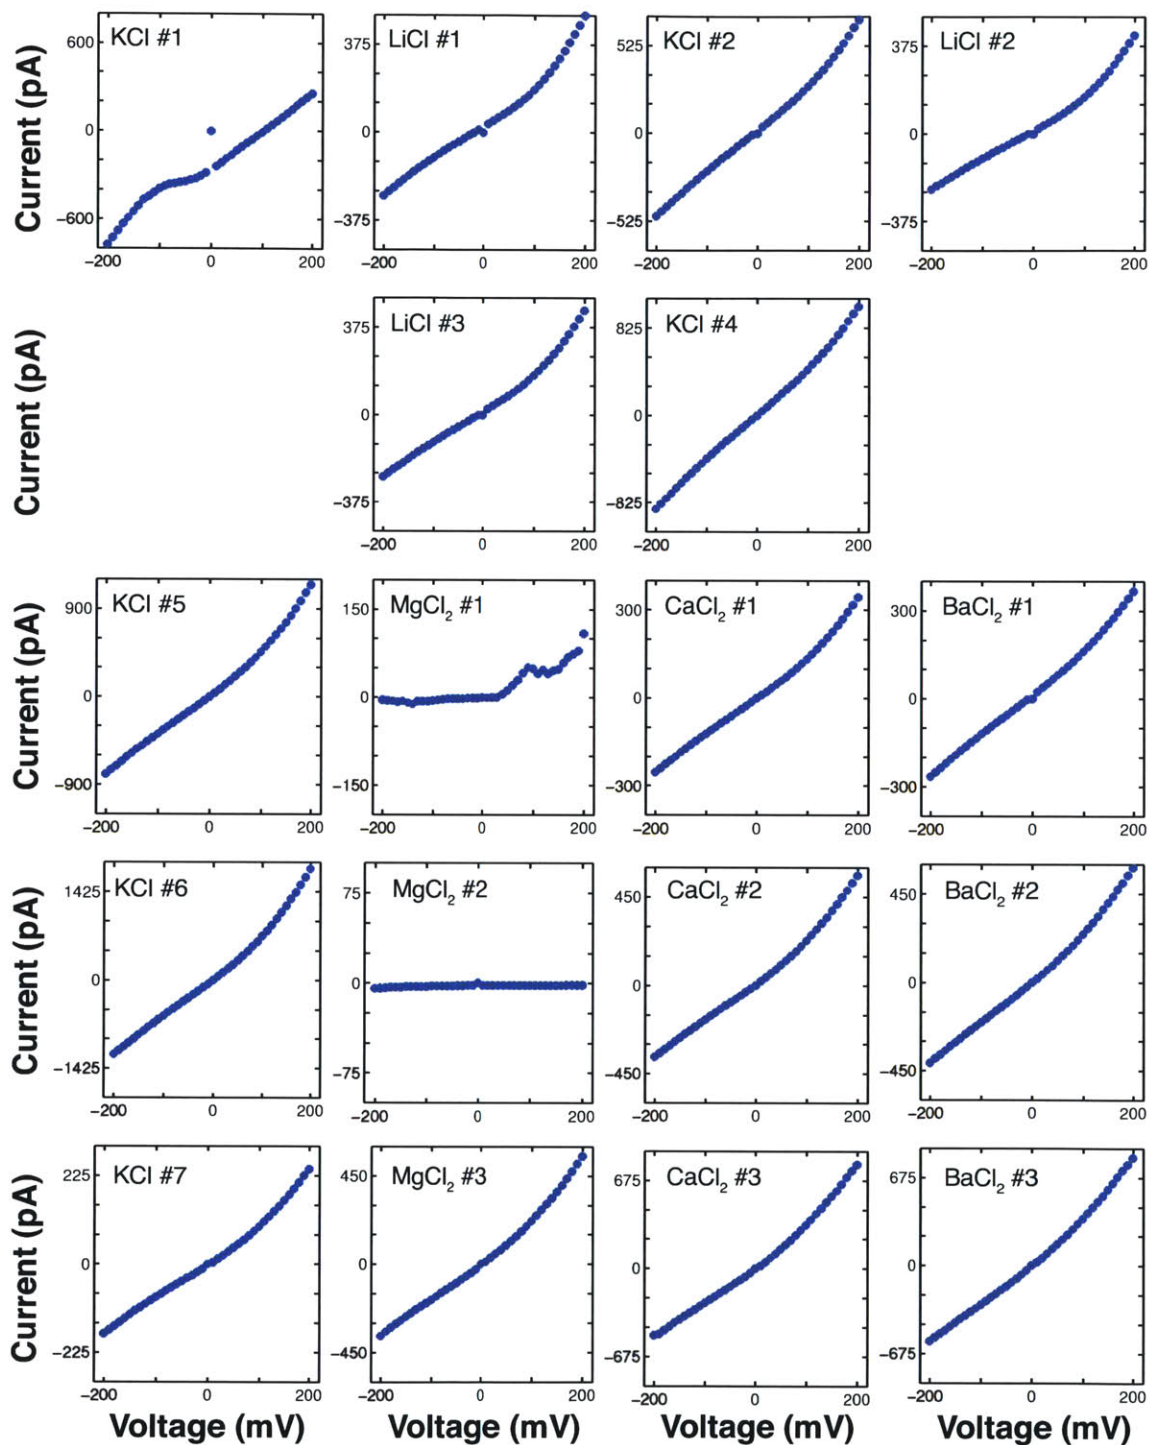 Current (pA)
KCl #1
600
0
−600
−200 0 200
LiCl #1
375
0
−375
−200 0 200
KCl #2
525
0
−525
−200 0 200
LiCl #2
375
0
−375
−200 0 200
Current (pA)
LiCl #3
375
0
−375
−200 0 200
KCl #4
825
0
−825
−200 0 200
Current (pA)
KCl #5
900
0
−900
−200 0 200
MgCl₂ #1
150
0
−150
−200 0 200
CaCl₂ #1
300
0
−300
−200 0 200
BaCl₂ #1
300
0
−300
−200 0 200
Current (pA)
KCl #6
1425
0
−1425
−200 0 200
MgCl₂ #2
75
0
−75
−200 0 200
CaCl₂ #2
450
0
−450
−200 0 200
BaCl₂ #2
450
0
−450
−200 0 200
Current (pA)
KCl #7
225
0
−225
−200 0 200
Voltage (mV)
MgCl₂ #3
450
0
−450
−200 0 200
Voltage (mV)
CaCl₂ #3
675
0
−675
−200 0 200
Voltage (mV)
BaCl₂ #3
675
0
−675
−200 0 200
Voltage (mV)